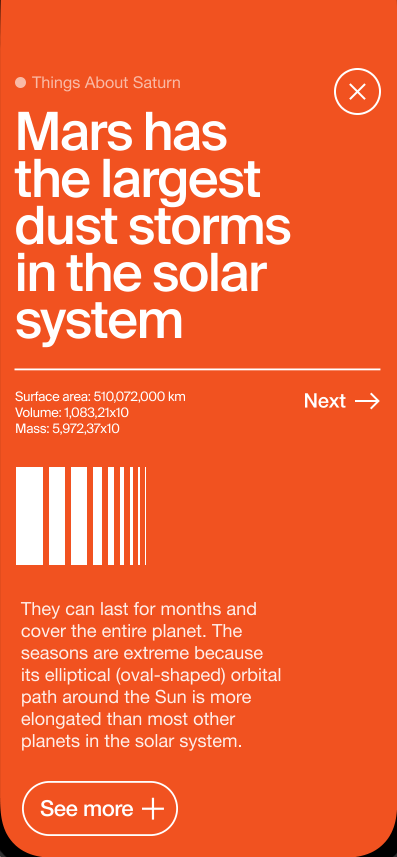 Things About Saturn
Mars has
the largest
dust storms
in the solar
system
Surface area: 510,072,000 km
Volume: 1,083,21x10
Mass: 5,972,37x10
Next
They can last for months and
cover the entire planet. The
seasons are extreme because
its elliptical (oval-shaped) orbital
path around the Sun is more
elongated than most other
planets in the solar system.
See more